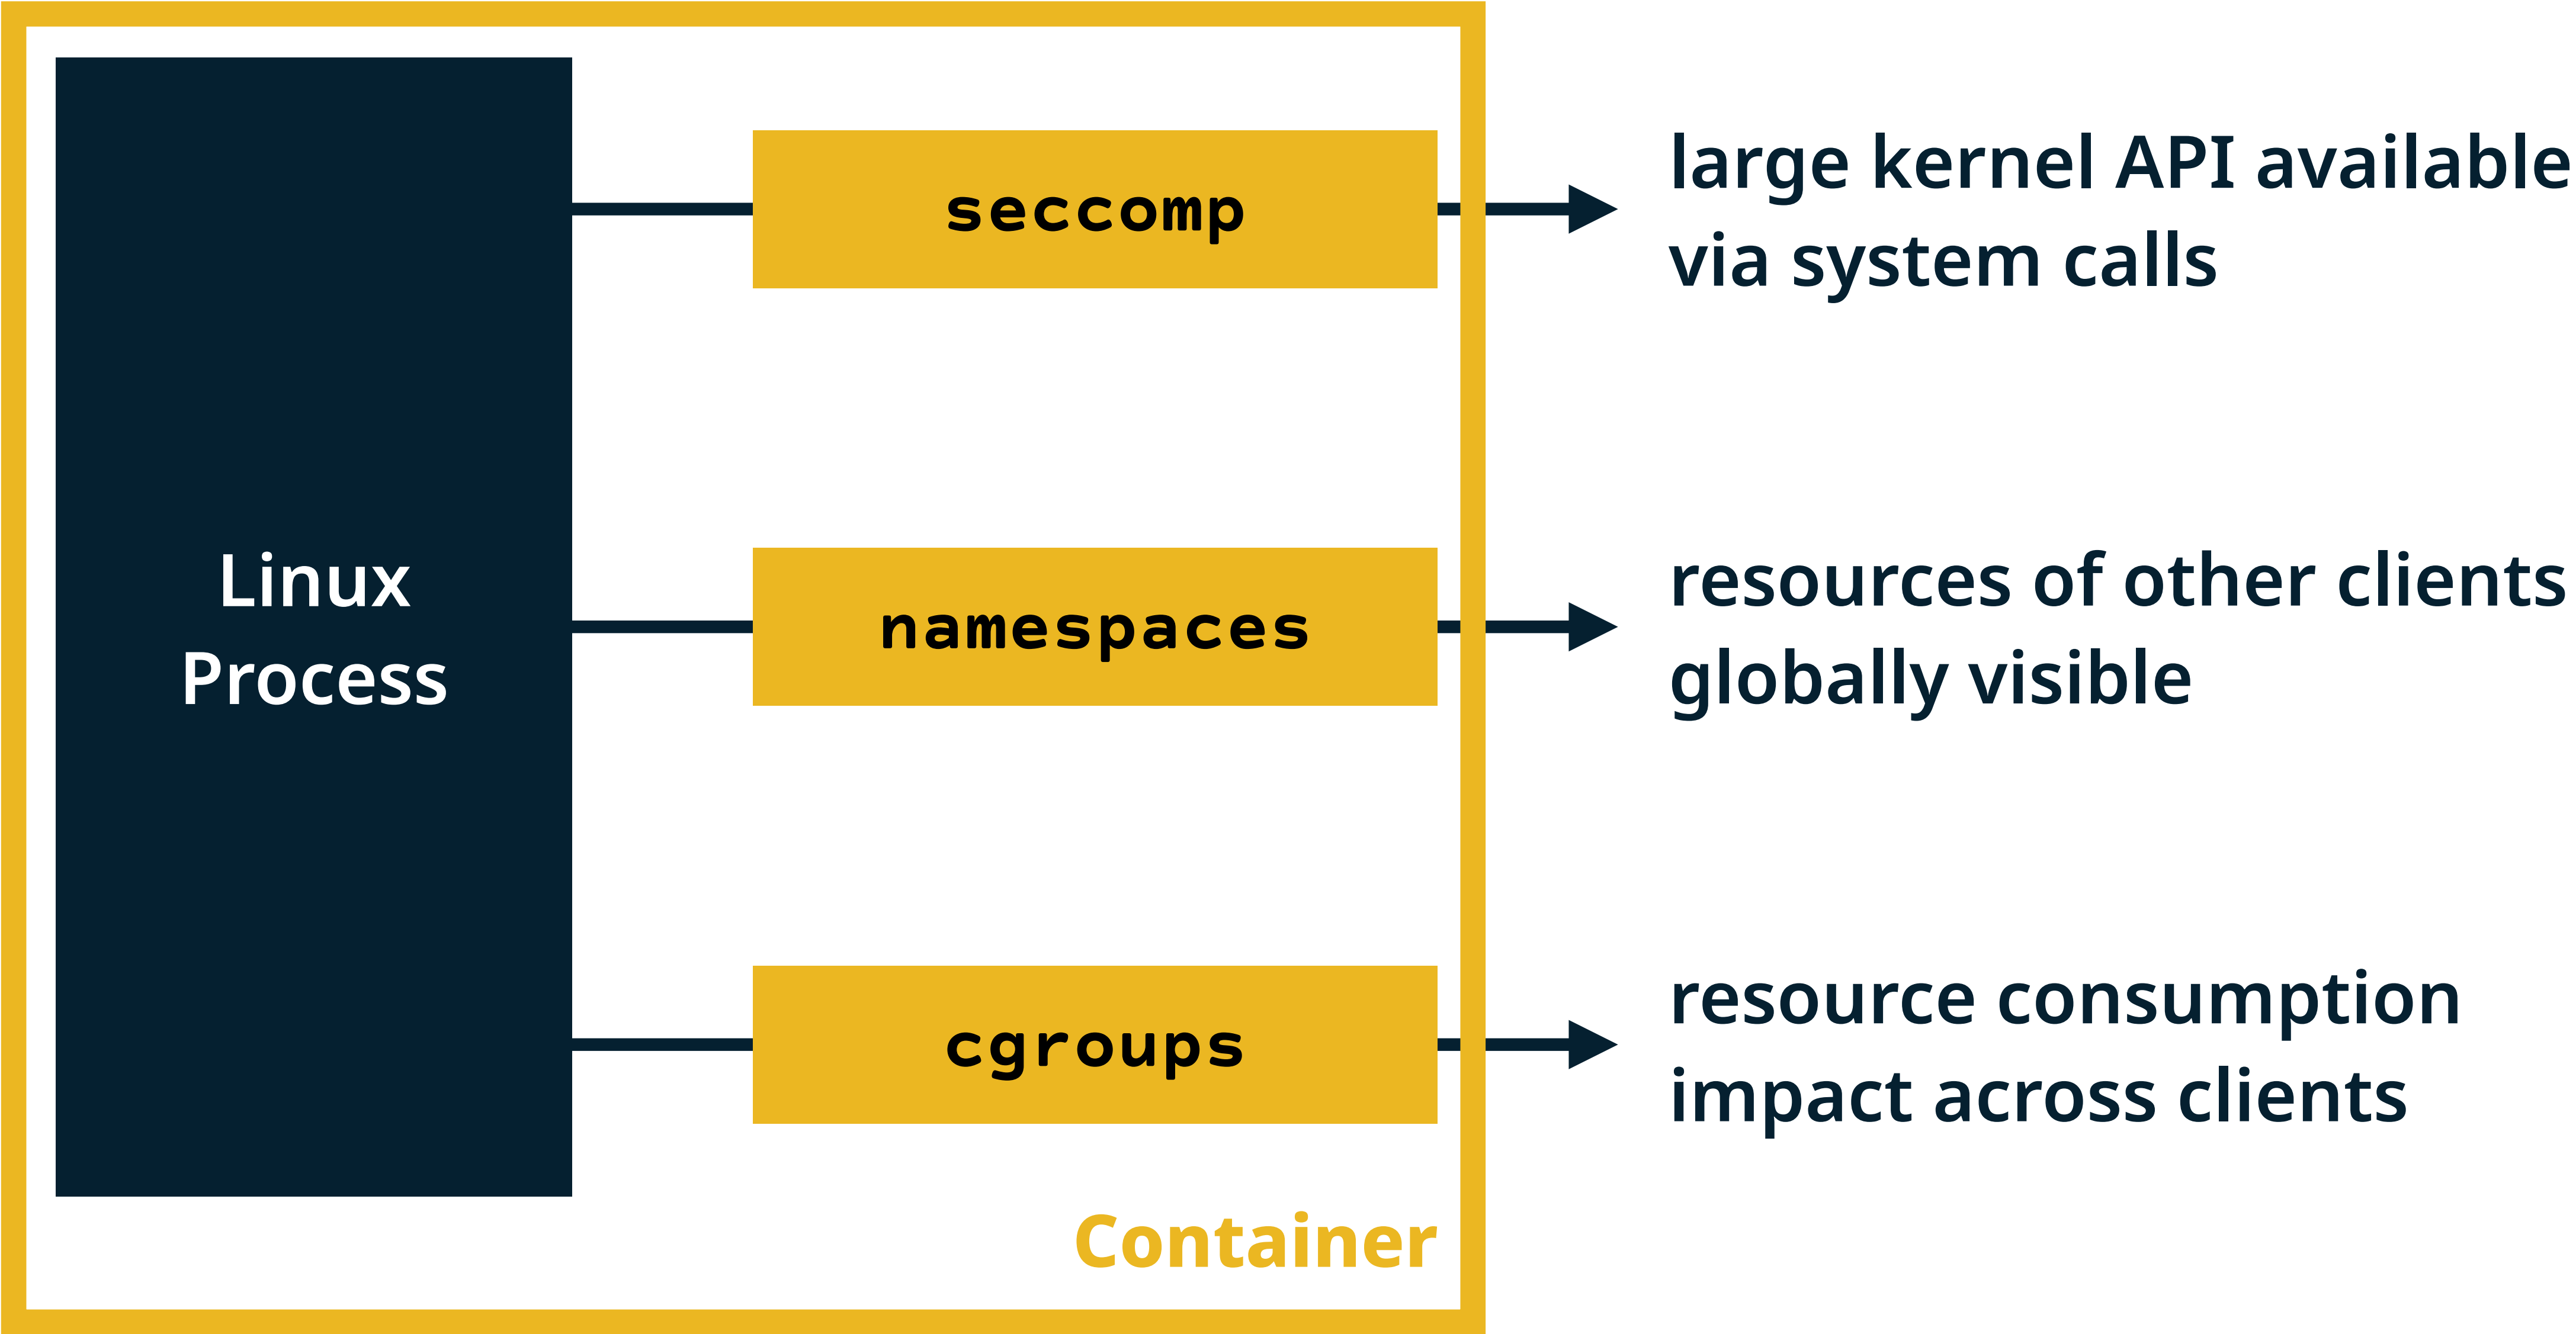 seccomp
large kernel API available
via system calls
Linux
Process
namespaces
resources of other clients
globally visible
cgroups
resource consumption
impact across clients
Container